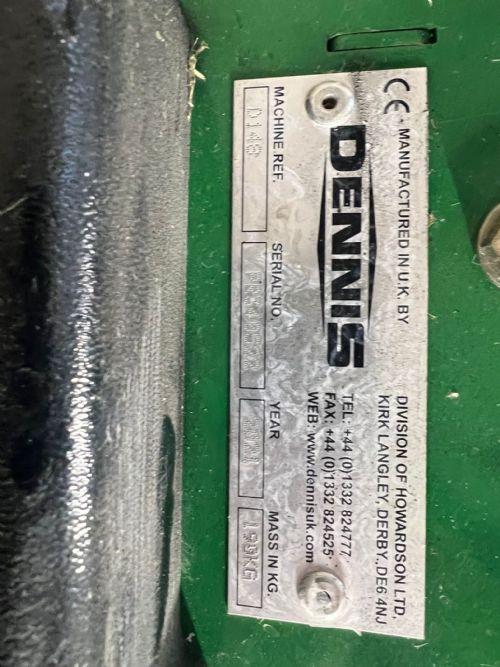 CE · MANUFACTURED IN U.K. BY
DIVISION OF HOWARDSON LTD,
KIRK LANGLEY, DERBY., DE6 4NJ
DENNIS
TEL: +44 (0)1332 824777
FAX: +44 (0)1332 824525
WEB: www.dennisuk.com
MACHINE REF. SERIAL NO. YEAR MASS IN KG.
190KG